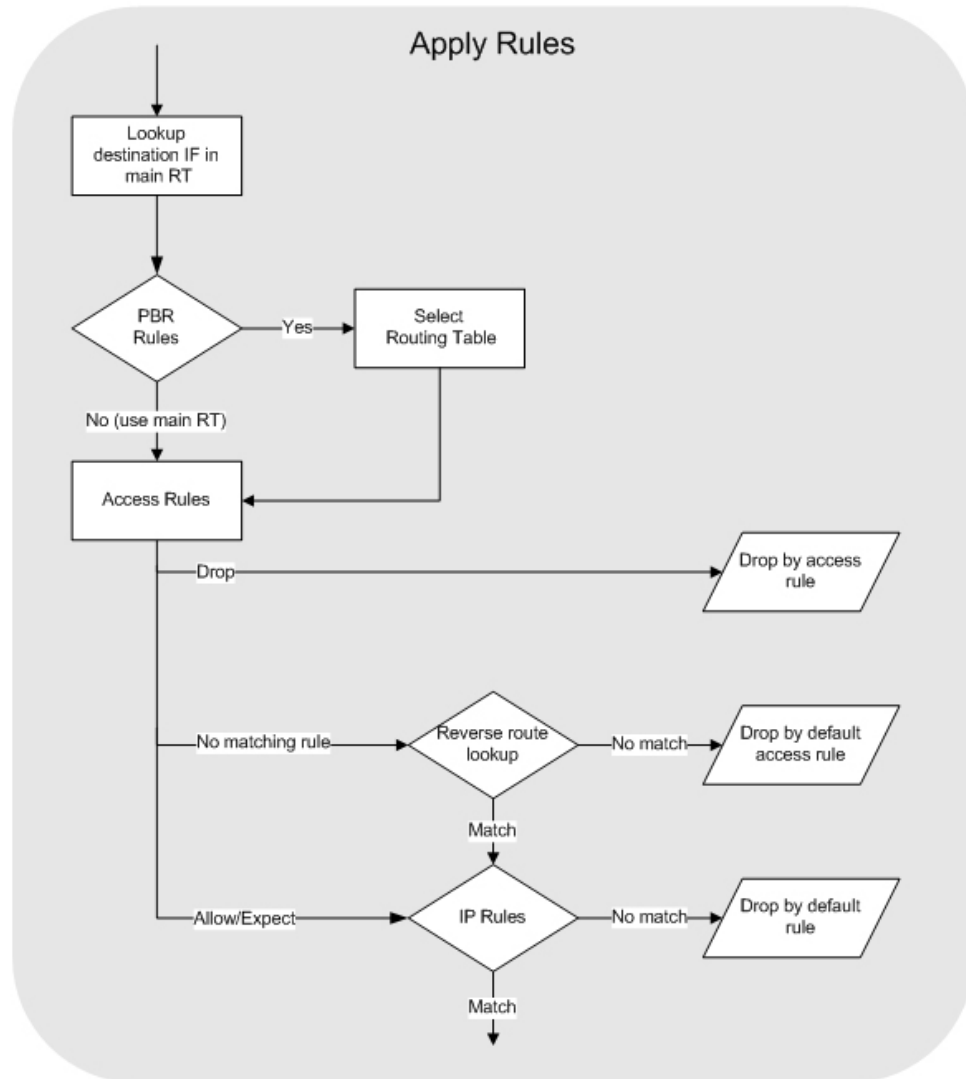 Apply Rules
Lookup
destination IF in
main RT
PBR
Rules
Yes
Select
Routing Table
No (use main RT)
Access Rules
Drop
Drop by access
rule
No matching rule
Reverse route
lookup
No match
Drop by default
access rule
Match
Allow/Expect
IP Rules
No match
Drop by default
rule
Match